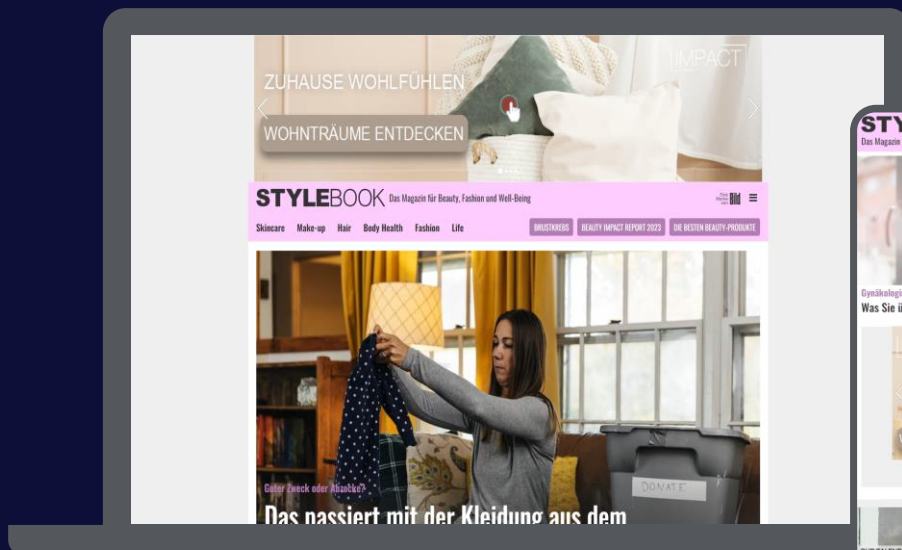 IMPACT
ZUHAUSE WOHLFÜHLEN
WOHNTRÄUME ENTDECKEN
STYLEBOOK Das Magazin für Beauty, Fashion und Well-Being
Bild
Skincare Make-up Hair Body Health Fashion Life BRUSTKREBS BEAUTY IMPACT REPORT 2023 DIE BESTEN BEAUTY-PRODUKTE
DONATE
Guter Zweck oder Abzocke?
Das passiert mit der Kleidung aus dem
STY
Das Magazin
Gynäkologi
Was Sie ü